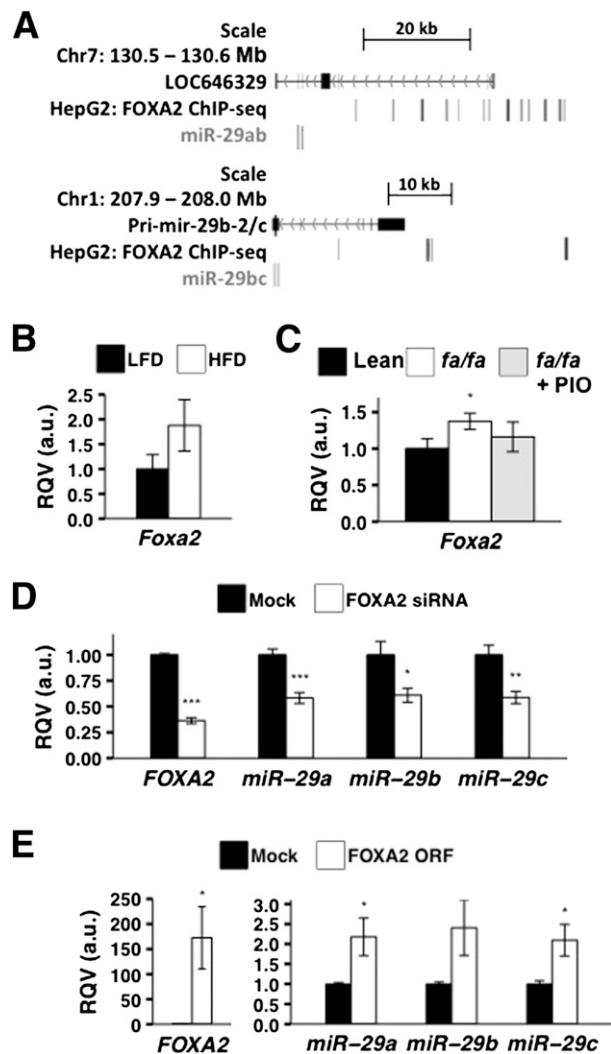 A
Scale
20 kb
Chr7: 130.5 – 130.6 Mb
LOC646329
HepG2: FOXA2 ChIP-seq
miR-29ab
Scale
10 kb
Chr1: 207.9 – 208.0 Mb
Pri-mir-29b-2/c
HepG2: FOXA2 ChIP-seq
miR-29bc
B
LFD HFD
RQV (a.u.)
2.5
2.0
1.5
1.0
0.5
0.0
Foxa2
C
Lean fa/fa fa/fa
+ PIO
RQV (a.u.)
1.5
1.0
0.5
0.0
*
Foxa2
D
Mock FOXA2 siRNA
RQV (a.u.)
1.00
0.75
0.50
0.25
0.00
*** *** * **
FOXA2 miR−29a miR−29b miR−29c
E
Mock FOXA2 ORF
RQV (a.u.)
250
200
150
100
50
0
*
FOXA2
RQV (a.u.)
3.0
2.5
2.0
1.5
1.0
0.5
0.0
* *
miR−29a miR−29b miR−29c